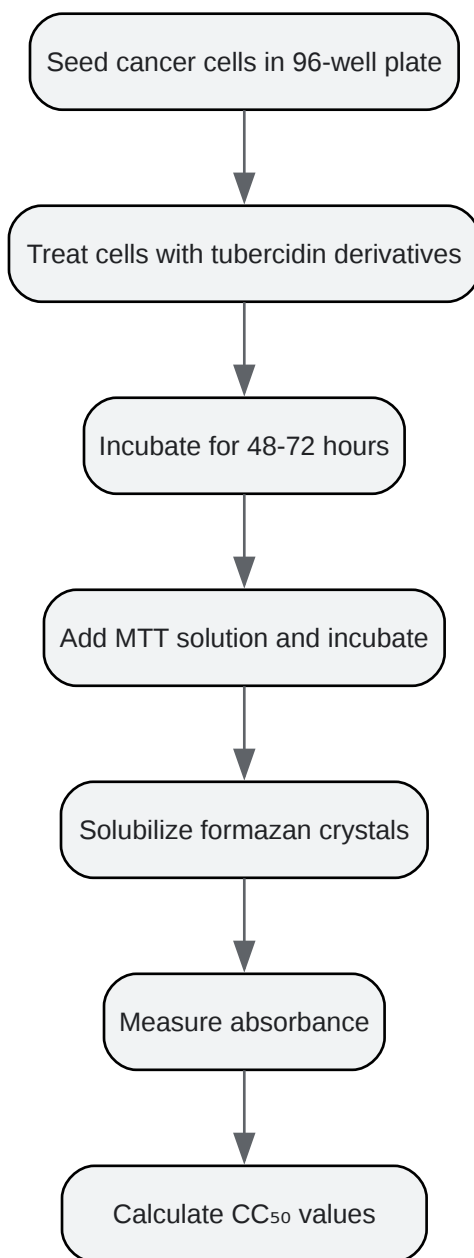 Seed cancer cells in 96-well plate
Treat cells with tubercidin derivatives
Incubate for 48-72 hours
Add MTT solution and incubate
Solubilize formazan crystals
Measure absorbance
Calculate CC₅₀ values